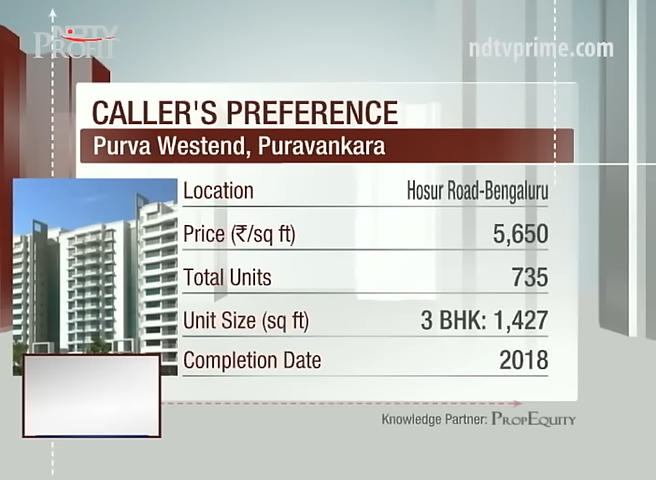 NDTV
PROFIT
ndtvprime.com
CALLER'S PREFERENCE
Purva Westend, Puravankara
Location Hosur Road-Bengaluru
Price (₹/sq ft) 5,650
Total Units 735
Unit Size (sq ft) 3 BHK: 1,427
Completion Date 2018
Knowledge Partner: PROPEQUITY